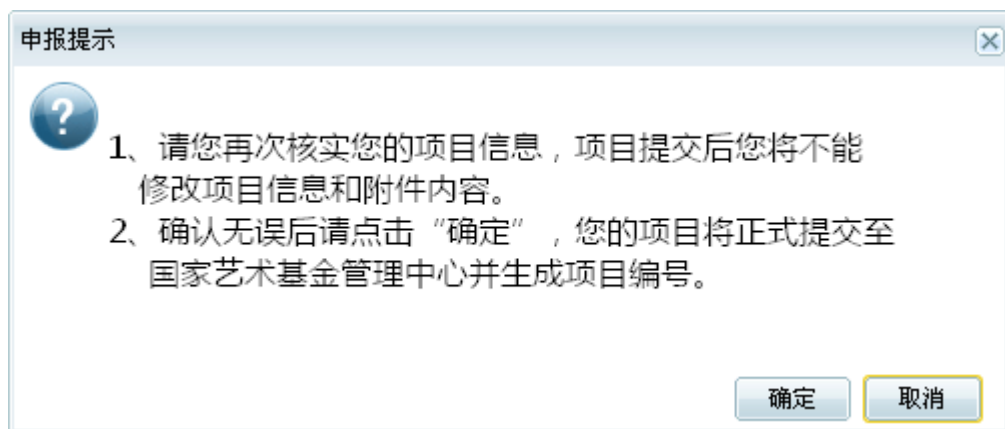 申报提示
1、请您再次核实您的项目信息，项目提交后您将不能
修改项目信息和附件内容。
2、确认无误后请点击“确定”，您的项目将正式提交至
国家艺术基金管理中心并生成项目编号。
确定 取消